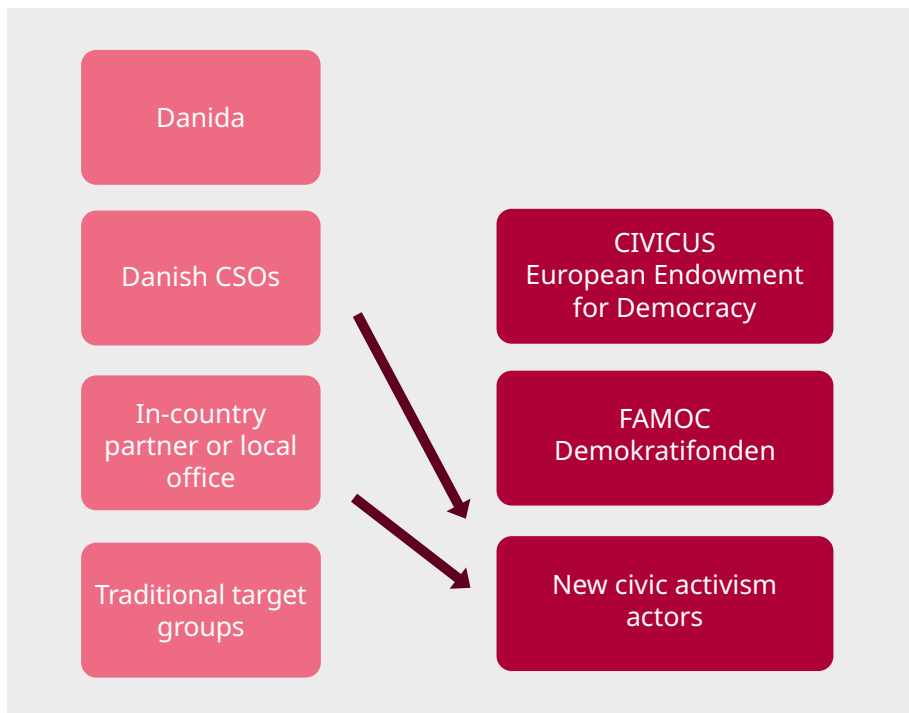 Danida
Danish CSOs
In-country
partner or local
office
Traditional target
groups
CIVICUS
European Endowment
for Democracy
FAMOC
Demokratifonden
New civic activism
actors